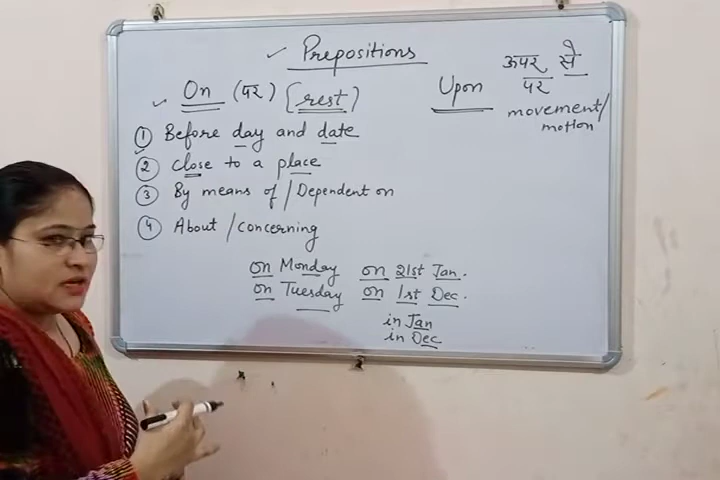 Prepositions
On (पर) {rest}
① Before day and date
② close to a place
③ By means of / Dependent on
④ About / concerning
on Monday on 21st Jan.
on Tuesday on 1st Dec.
in Jan
in Dec
Upon
ऊपर, से
पर
movement/
motion